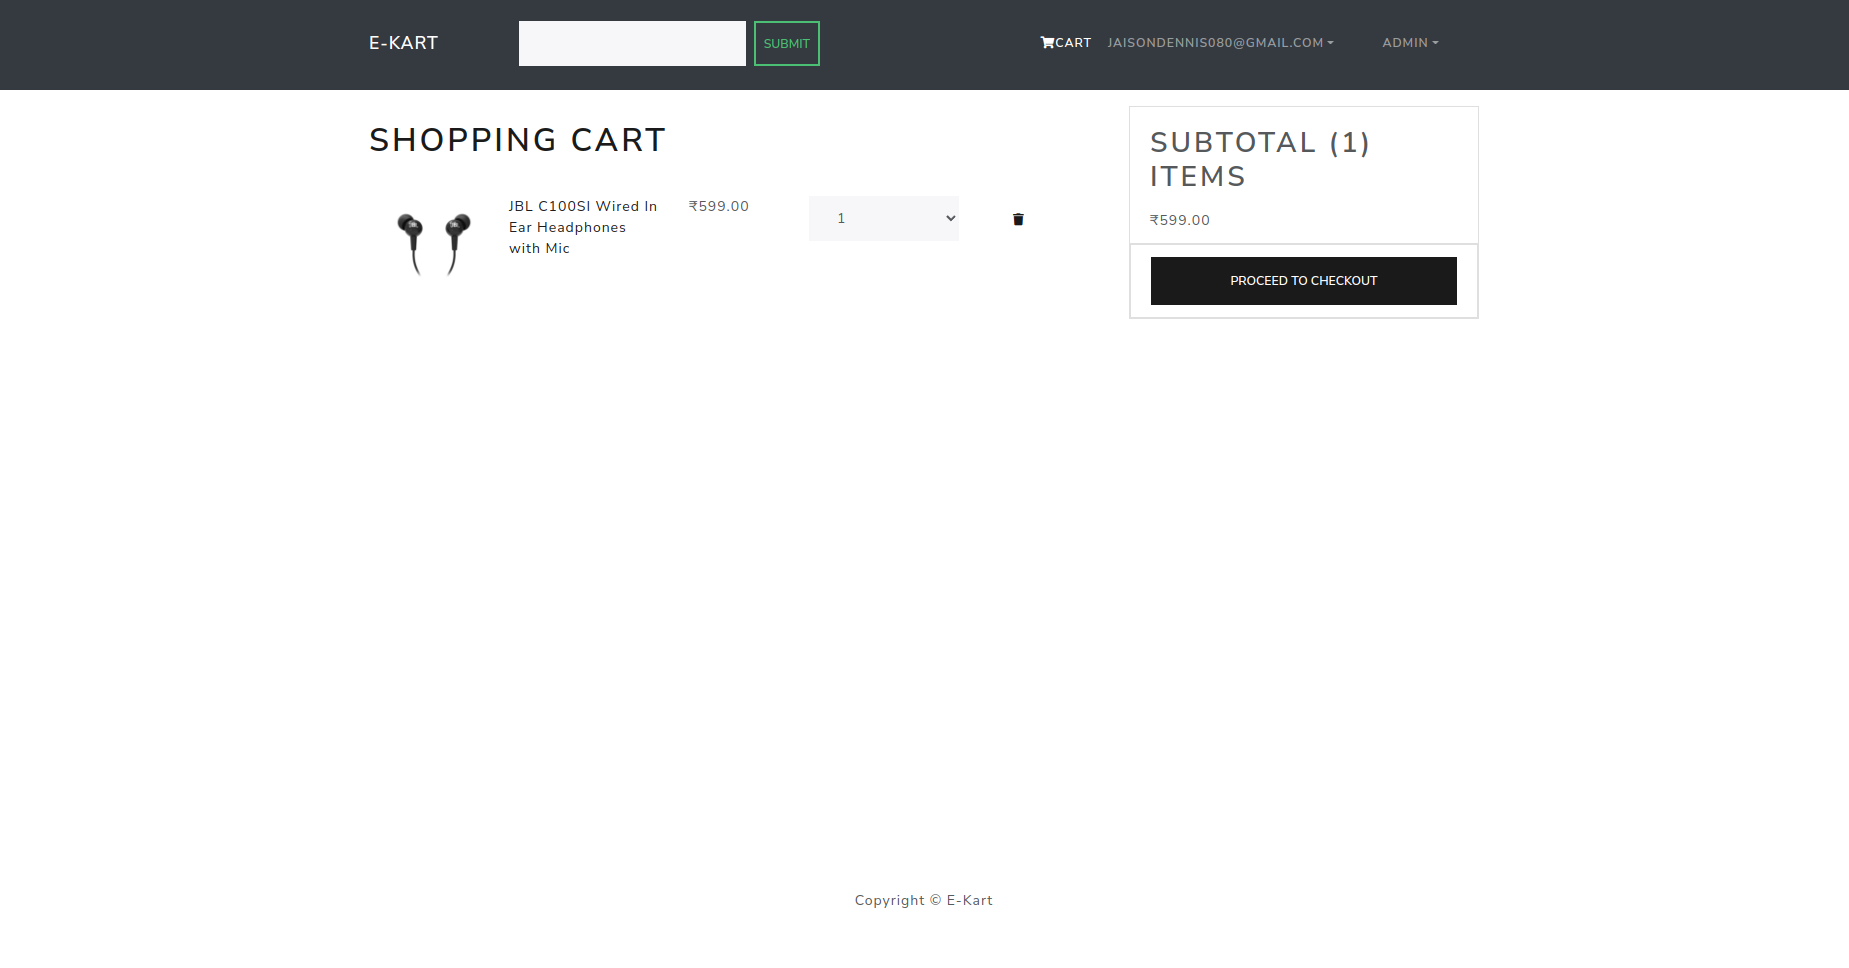 E-KART
SUBMIT
CART
JAISONDENNIS080@GMAIL.COM
ADMIN
SHOPPING CART
JBL C100SI Wired In
Ear Headphones
with Mic
₹599.00
1
SUBTOTAL (1)
ITEMS
₹599.00
PROCEED TO CHECKOUT
Copyright © E-Kart